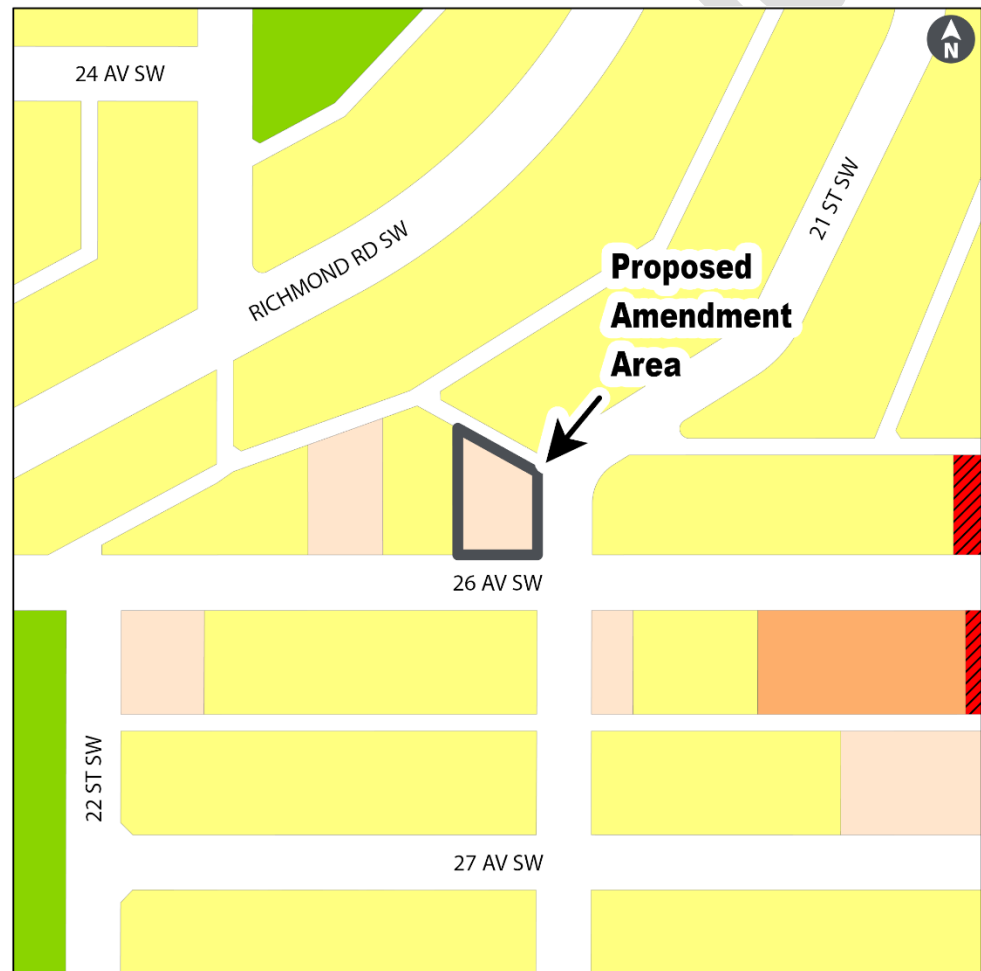 N
24 AV SW
21 ST SW
RICHMOND RD SW
Proposed
Amendment
Area
26 AV SW
22 ST SW
27 AV SW